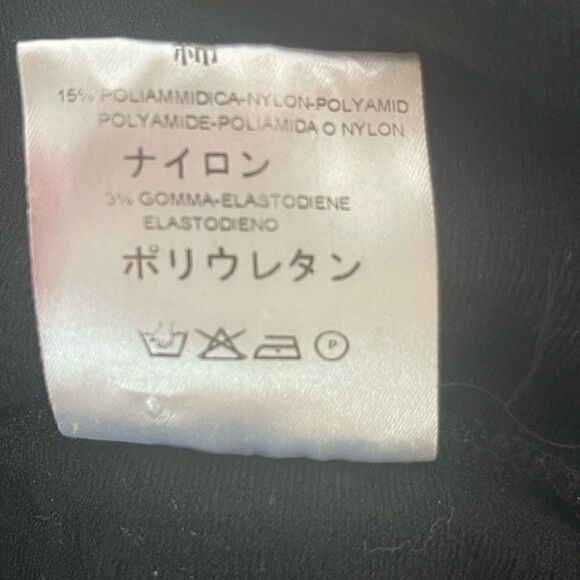 15% POLIAMMIDICA-NYLON-POLYAMID
POLYAMIDE-POLIAMIDA O NYLON
ナイロン
3% GOMMA-ELASTODIENE
ELASTODIENO
ポリウレタン
P